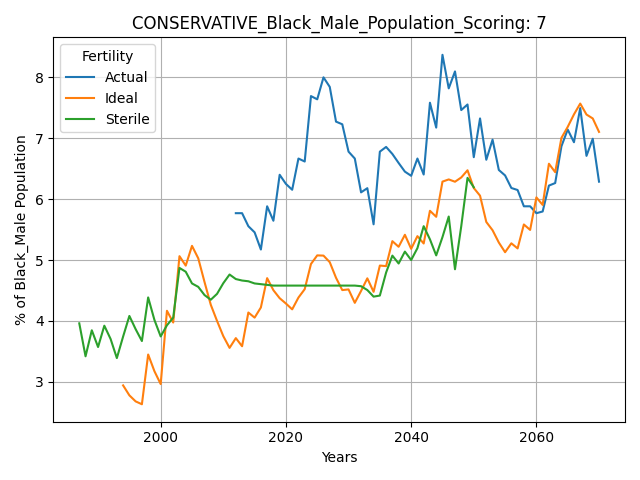 CONSERVATIVE_Black_Male_Population_Scoring: 7
Fertility
Actual
Ideal
Sterile
% of Black_Male Population
8
7
6
5
4
3
2000 2020 2040 2060
Years